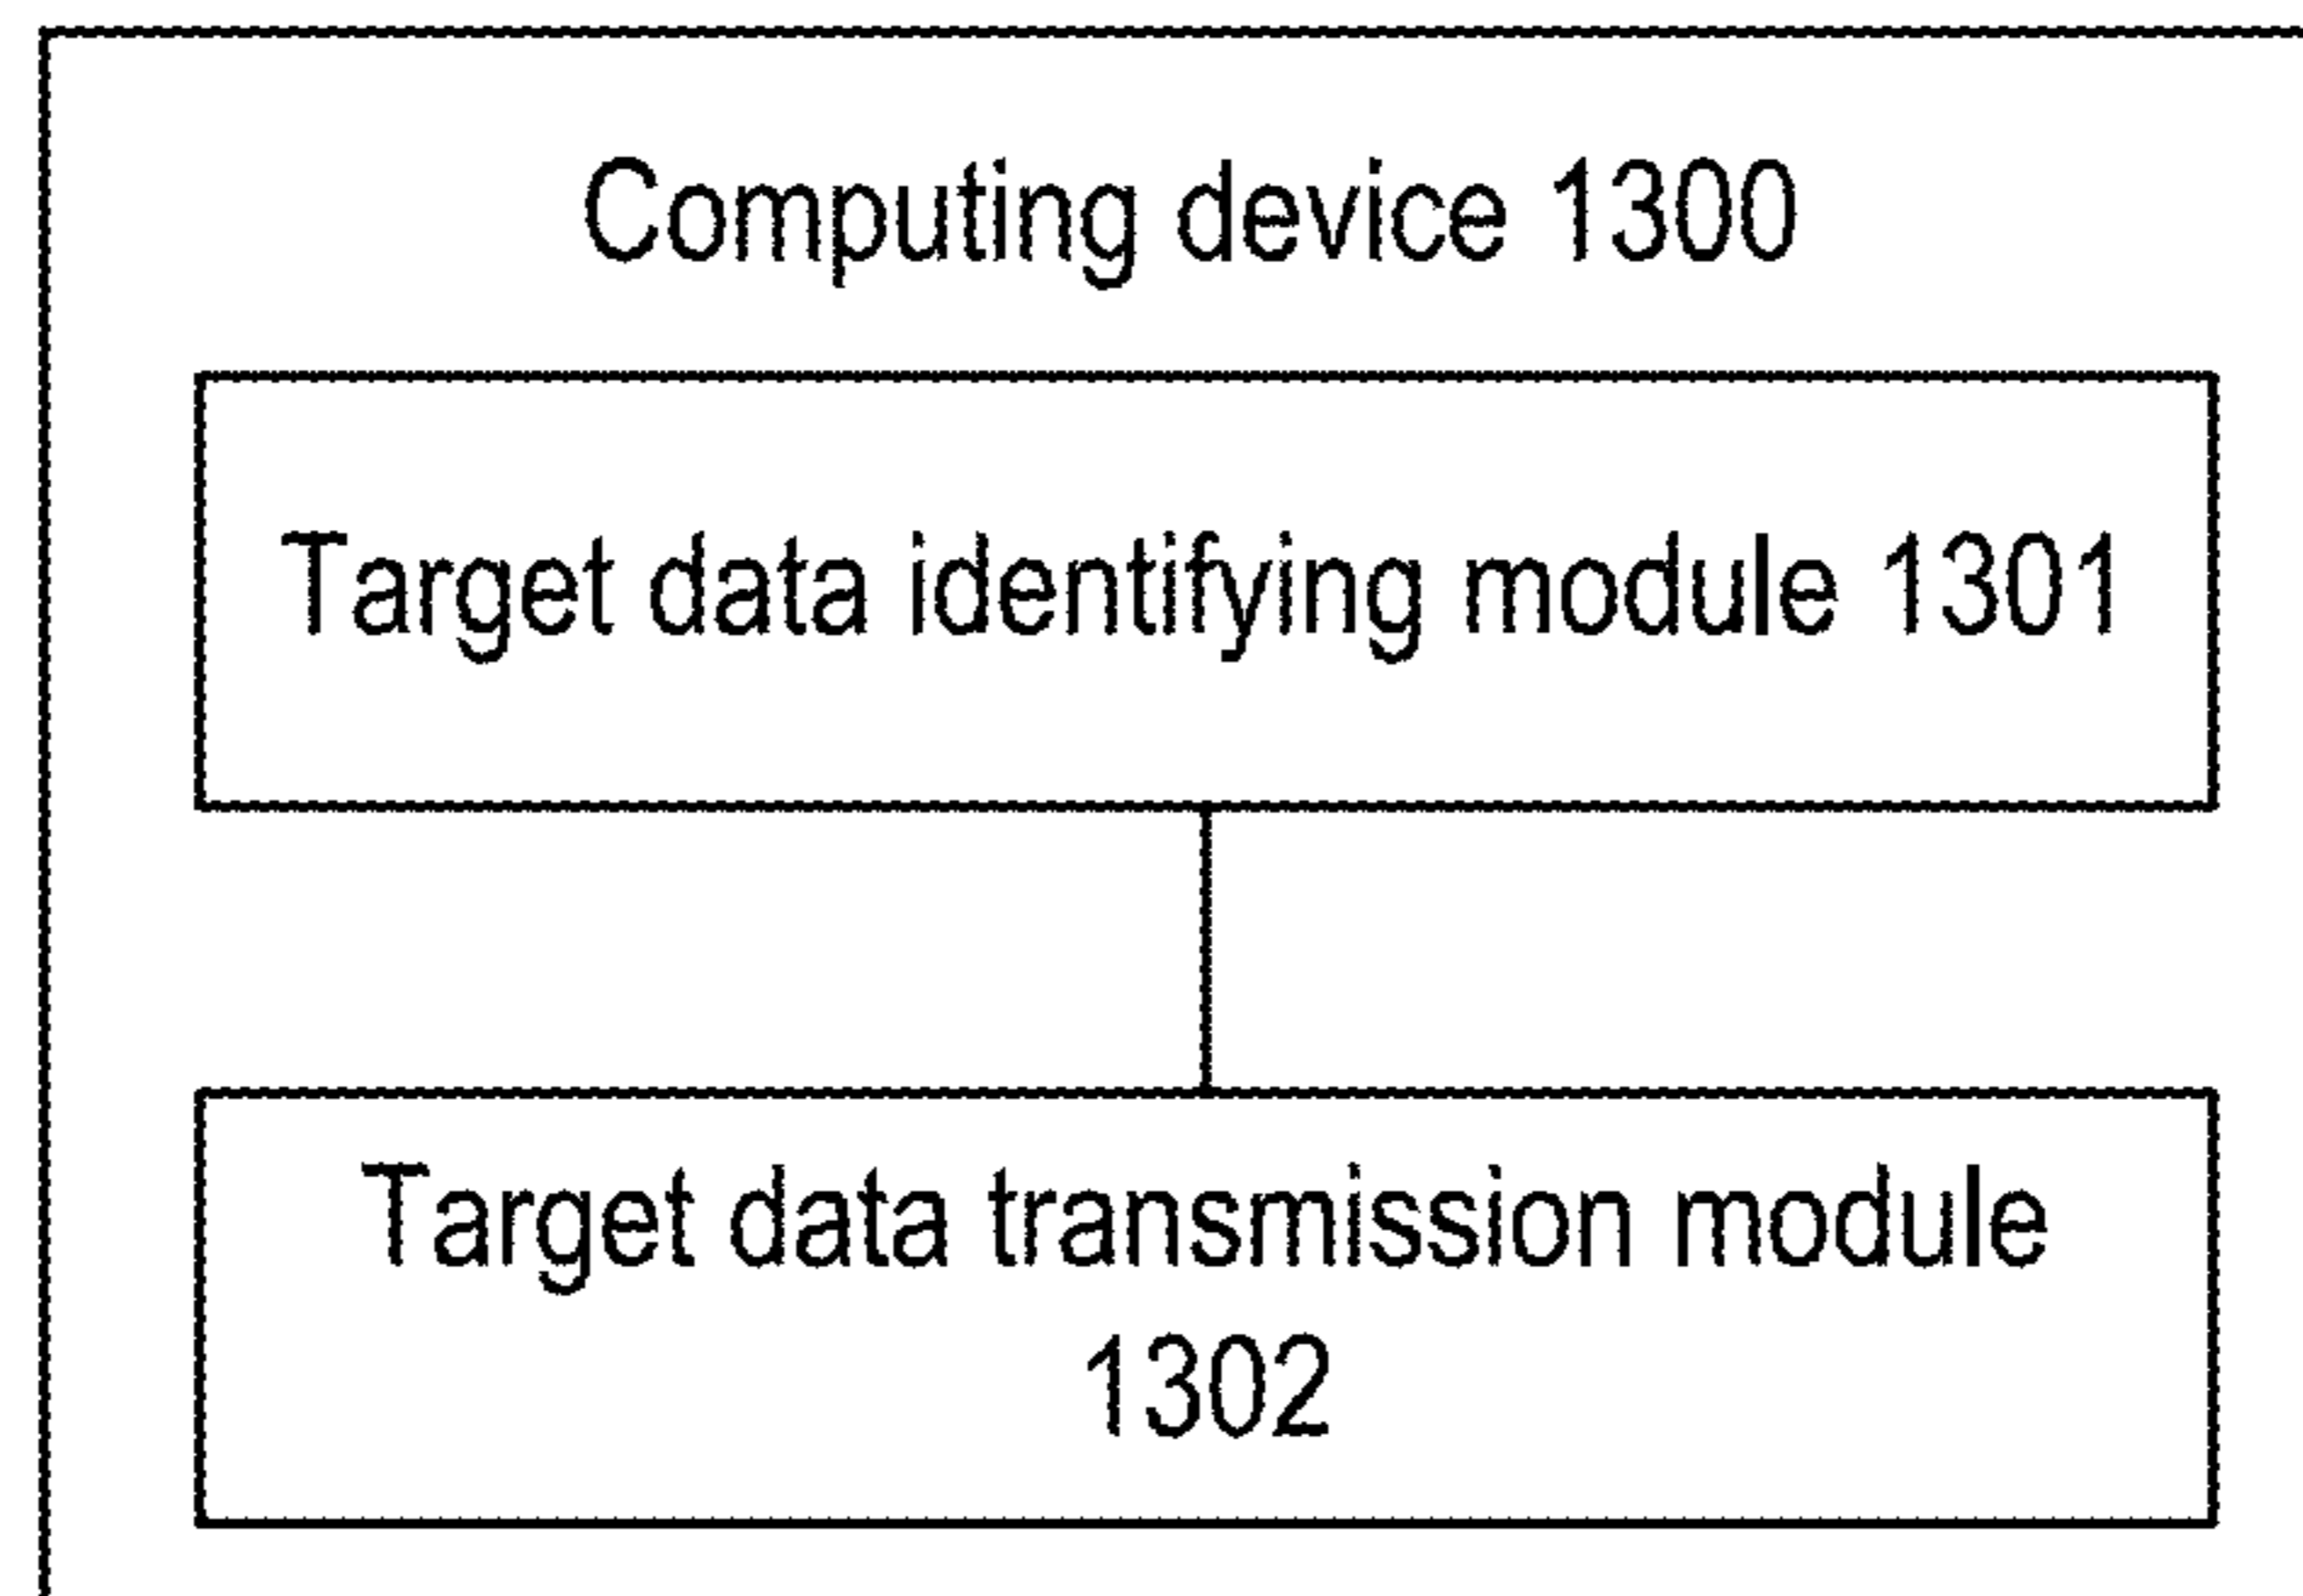 Computing device 1300
Target data identifying module 1301
Target data transmission module
1302